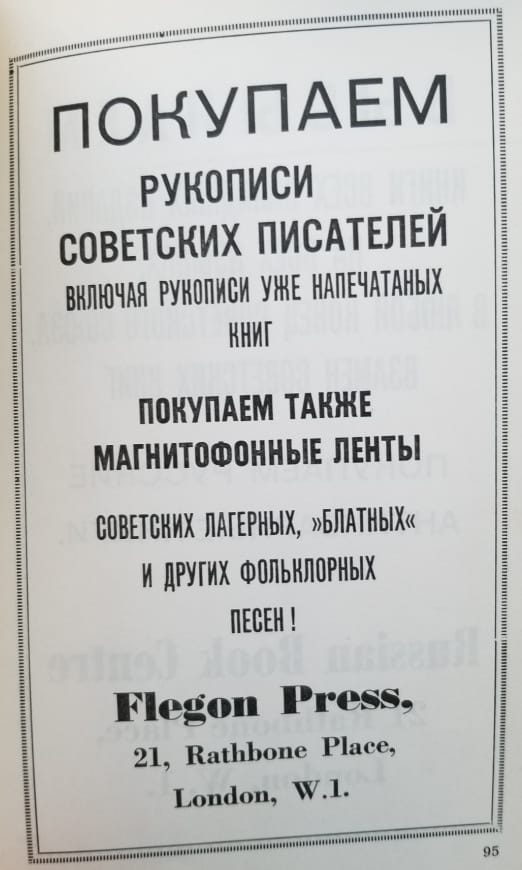 ПОКУПАЕМ
РУКОПИСИ
СОВЕТСКИХ ПИСАТЕЛЕЙ
ВКЛЮЧАЯ РУКОПИСИ УЖЕ НАПЕЧАТАНЫХ
КНИГ
ПОКУПАЕМ ТАКЖЕ
МАГНИТОФОННЫЕ ЛЕНТЫ
СОВЕТСКИХ ЛАГЕРНЫХ, »БЛАТНЫХ«
И ДРУГИХ ФОЛЬКЛОРНЫХ
ПЕСЕН!
Flegon Press,
21, Rathbone Place,
London, W.1.
95